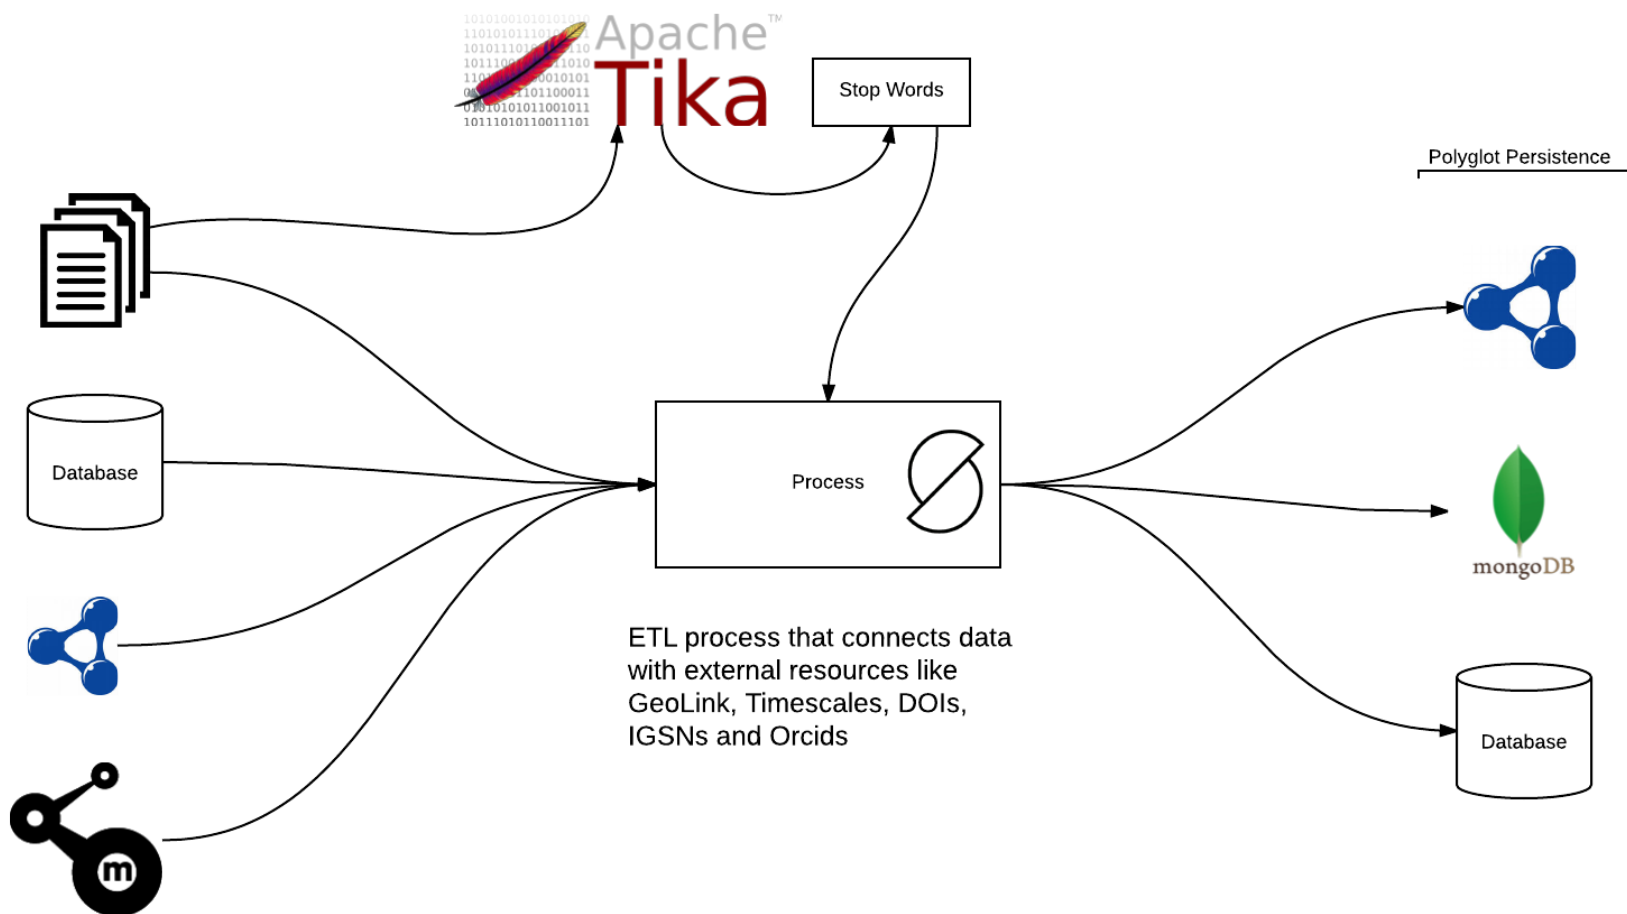 Apache™
Tika
Stop Words
Polyglot Persistence
Database
Process
mongoDB
ETL process that connects data
with external resources like
GeoLink, Timescales, DOIs,
IGSNs and Orcids
Database
m